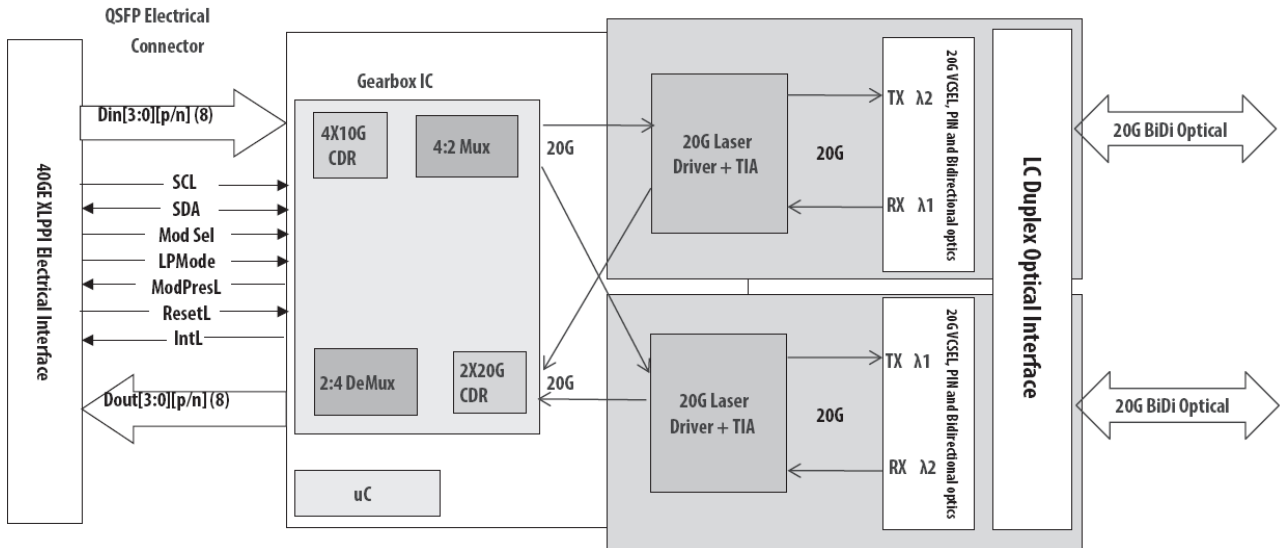 QSFP Electrical
Connector
40GE XLPPI Electrical Interface
Din[3:0][p/n] (8)
SCL
SDA
Mod Sel
LPMode
ModPresL
ResetL
IntL
Dout[3:0][p/n] (8)
Gearbox IC
4X10G
CDR
4:2 Mux
2:4 DeMux
2X20G
CDR
uC
20G
20G
20G Laser
Driver + TIA
20G
TX λ2
RX λ1
20G VCSEL, PIN and Bidirectional optics
20G Laser
Driver + TIA
20G
TX λ1
RX λ2
20G VCSEL, PIN and Bidirectional optics
LC Duplex Optical Interface
20G BiDi Optical
20G BiDi Optical